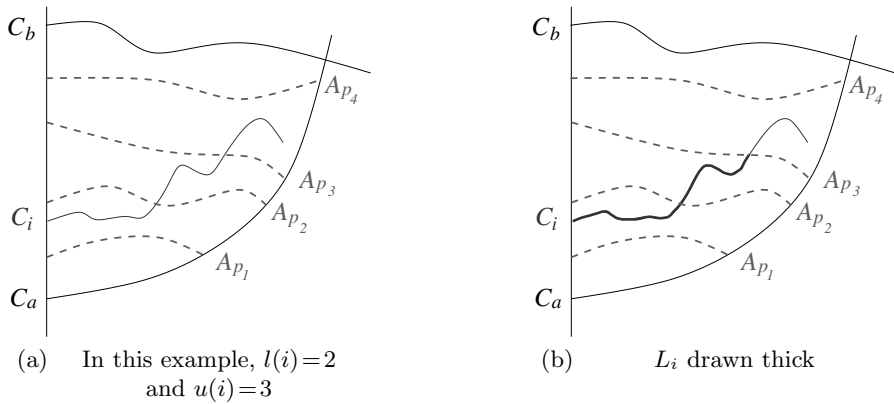 C_b
A_{p_4}
A_{p_3}
C_i
A_{p_2}
A_{p_1}
C_a
(a) In this example, l(i)=2
and u(i)=3
C_b
A_{p_4}
A_{p_3}
C_i
A_{p_2}
A_{p_1}
C_a
(b) L_i drawn thick